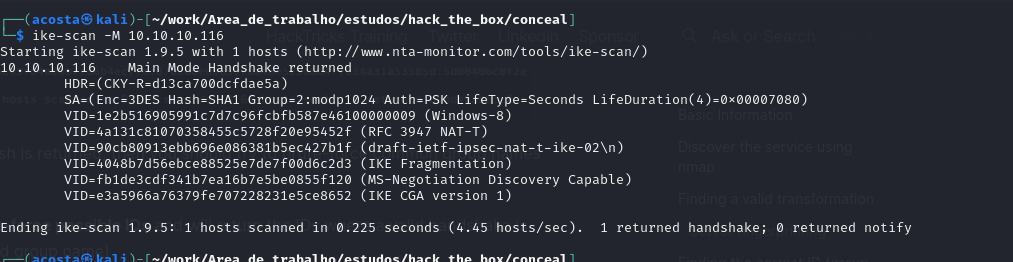 ┌──(acosta㉿kali)-[~/work/Area_de_trabalho/estudos/hack_the_box/conceal]
└─$ ike-scan -M 10.10.10.116
HackTricks Training Twitter Linkedin Sponsor Ask or Search
Starting ike-scan 1.9.5 with 1 hosts (http://www.nta-monitor.com/tools/ike-scan/)
10.10.10.116 Main Mode Handshake returned
HDR=(CKY-R=d13ca700dcfdae5a)
SA=(Enc=3DES Hash=SHA1 Group=2:modp1024 Auth=PSK LifeType=Seconds LifeDuration(4)=0x00007080)
Basic Information
VID=1e2b516905991c7d7c96fcbfb587e46100000009 (Windows-8)
VID=4a131c81070358455c5728f20e95452f (RFC 3947 NAT-T)
VID=90cb80913ebb696e086381b5ec427b1f (draft-ietf-ipsec-nat-t-ike-02\n)
Discover the service using
nmap
VID=4048b7d56ebce88525e7de7f00d6c2d3 (IKE Fragmentation)
VID=fb1de3cdf341b7ea16b7e5be0855f120 (MS-Negotiation Discovery Capable)
VID=e3a5966a76379fe707228231e5ce8652 (IKE CGA version 1)
Finding a valid transformation
Ending ike-scan 1.9.5: 1 hosts scanned in 0.225 seconds (4.45 hosts/sec). 1 returned handshake; 0 returned notify
d group name)
┌──(acosta㉿kali)-[~/work/Area_de_trabalho/estudos/hack_the_box/conceal]